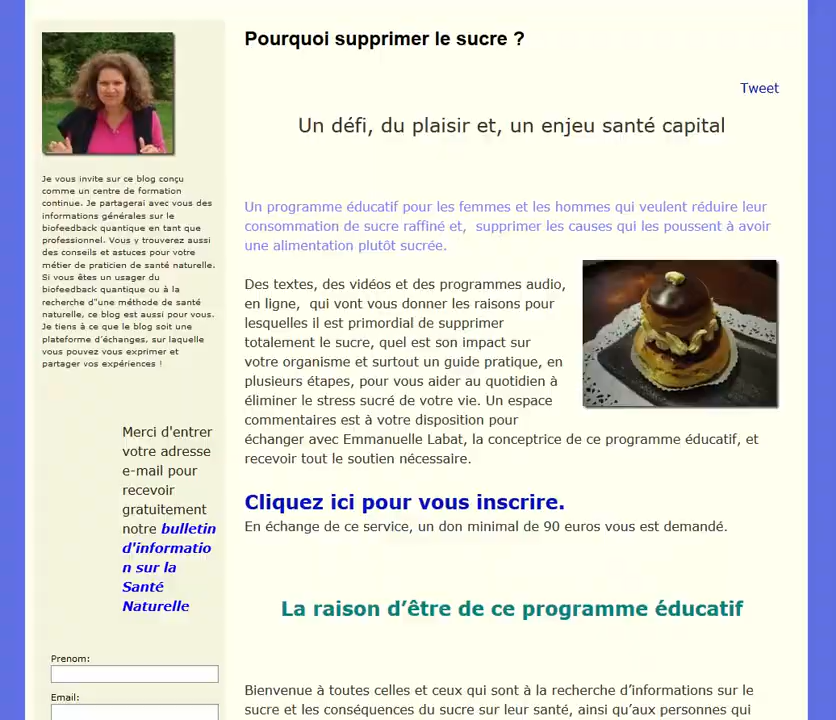 Pourquoi supprimer le sucre ?
Tweet
Un défi, du plaisir et, un enjeu santé capital
Je vous invite sur ce blog conçu
comme un centre de formation
continue. Je partagerai avec vous des
informations générales sur le
biofeedback quantique en tant que
professionnel. Vous y trouverez aussi
des conseils et astuces pour votre
métier de praticien de santé naturelle.
Si vous êtes un usager du
biofeedback quantique ou à la
recherche d"une méthode de santé
naturelle, ce blog est aussi pour vous.
Je tiens à ce que le blog soit une
plateforme d'échanges, sur laquelle
vous pouvez vous exprimer et
partager vos expériences !
Merci d'entrer
votre adresse
e-mail pour
recevoir
gratuitement
notre bulletin
d'informatio
n sur la
Santé
Naturelle
Prenom:
Email:
Un programme éducatif pour les femmes et les hommes qui veulent réduire leur
consommation de sucre raffiné et, supprimer les causes qui les poussent à avoir
une alimentation plutôt sucrée.
Des textes, des vidéos et des programmes audio,
en ligne, qui vont vous donner les raisons pour
lesquelles il est primordial de supprimer
totalement le sucre, quel est son impact sur
votre organisme et surtout un guide pratique, en
plusieurs étapes, pour vous aider au quotidien à
éliminer le stress sucré de votre vie. Un espace
commentaires est à votre disposition pour
échanger avec Emmanuelle Labat, la conceptrice de ce programme éducatif, et
recevoir tout le soutien nécessaire.
Cliquez ici pour vous inscrire.
En échange de ce service, un don minimal de 90 euros vous est demandé.
La raison d’être de ce programme éducatif
Bienvenue à toutes celles et ceux qui sont à la recherche d’informations sur le
sucre et les conséquences du sucre sur leur santé, ainsi qu’aux personnes qui